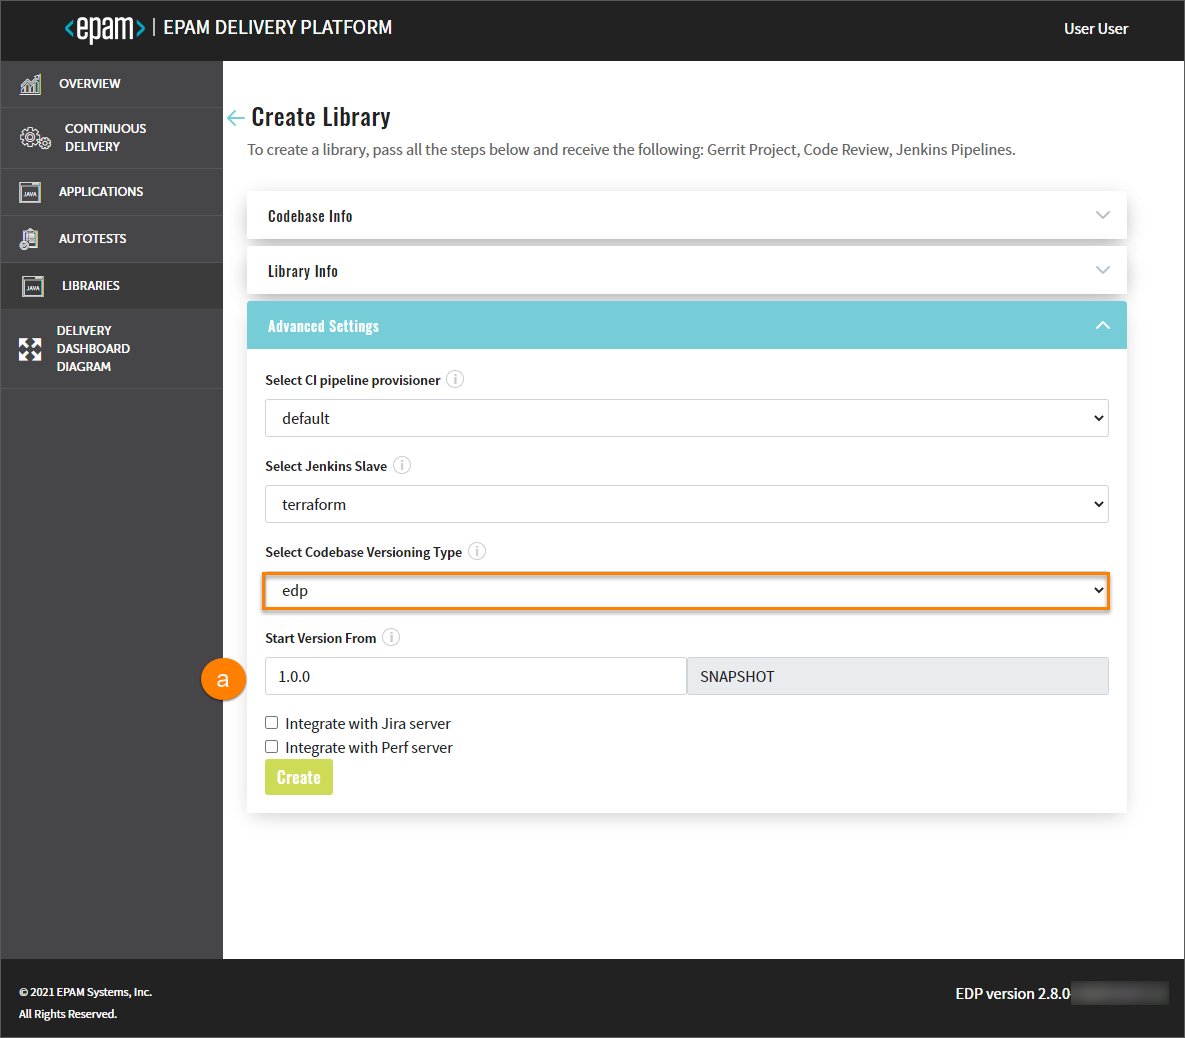 <epam> | EPAM DELIVERY PLATFORM
User User
OVERVIEW
CONTINUOUS
DELIVERY
JAVA
APPLICATIONS
AUTOTESTS
JAVA
LIBRARIES
DELIVERY
DASHBOARD
DIAGRAM
Create Library
To create a library, pass all the steps below and receive the following: Gerrit Project, Code Review, Jenkins Pipelines.
Codebase Info
Library Info
Advanced Settings
Select CI pipeline provisioner i
default
Select Jenkins Slave i
terraform
Select Codebase Versioning Type i
edp
Start Version From i
a
1.0.0
SNAPSHOT
Integrate with Jira server
Integrate with Perf server
Create
© 2021 EPAM Systems, Inc.
All Rights Reserved.
EDP version 2.8.0